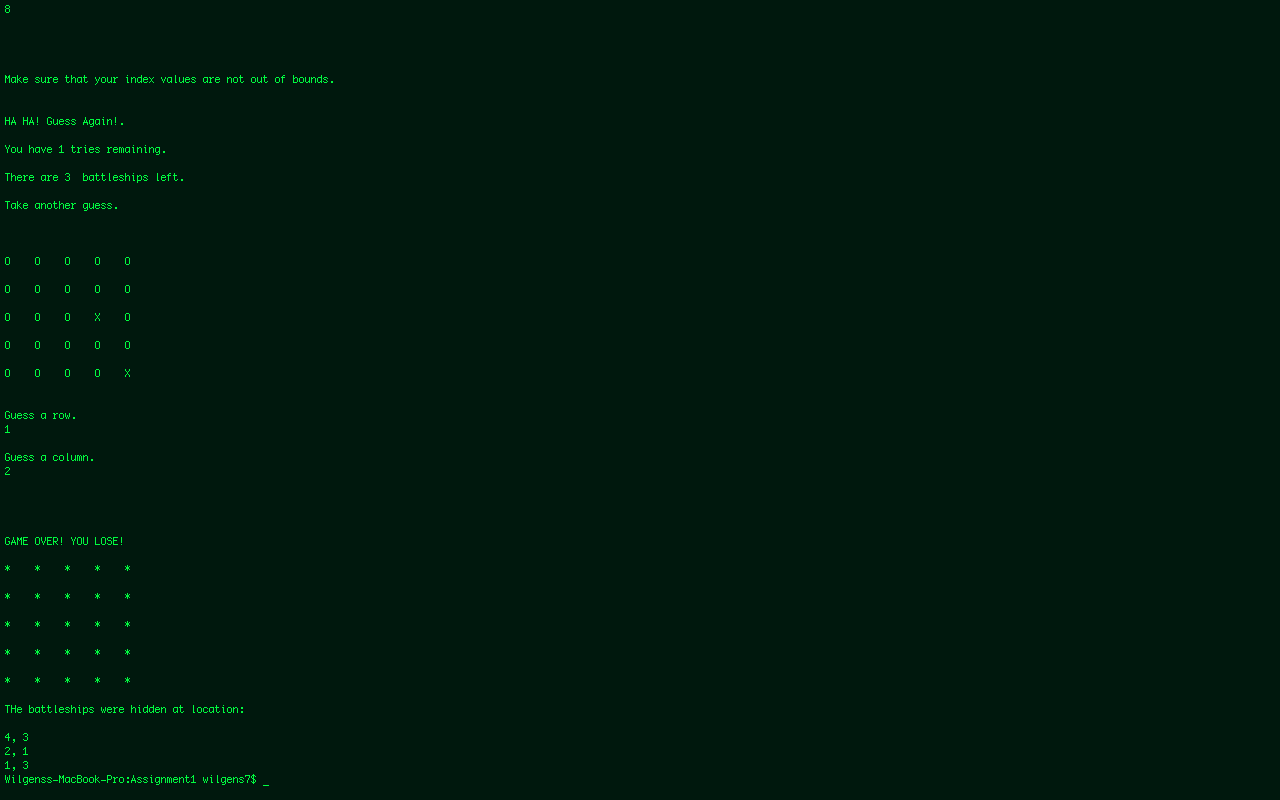 8
Make sure that your index values are not out of bounds.
HA HA! Guess Again!.
You have 1 tries remaining.
There are 3  battleships left.
Take another guess.
O    O    O    O    O
O    O    O    O    O
O    O    O    X    O
O    O    O    O    O
O    O    O    O    X
Guess a row.
1
Guess a column.
2
GAME OVER! YOU LOSE!
*    *    *    *    *
*    *    *    *    *
*    *    *    *    *
*    *    *    *    *
*    *    *    *    *
THe battleships were hidden at location:
4, 3
2, 1
1, 3
Wilgenss-MacBook-Pro:Assignment1 wilgens7$ _